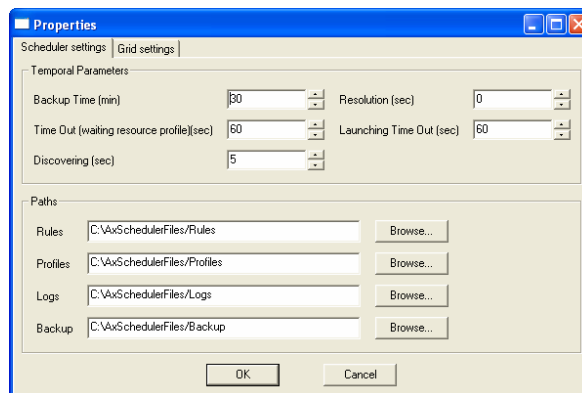 Properties
Scheduler settings Grid settings
Temporal Parameters
Backup Time (min) 30 Resolution (sec) 0
Time Out (waiting resource profile)(sec) 60 Launching Time Out (sec) 60
Discovering (sec) 5
Paths
Rules C:\AxSchedulerFiles/Rules Browse...
Profiles C:\AxSchedulerFiles/Profiles Browse...
Logs C:\AxSchedulerFiles/Logs Browse...
Backup C:\AxSchedulerFiles/Backup Browse...
OK Cancel